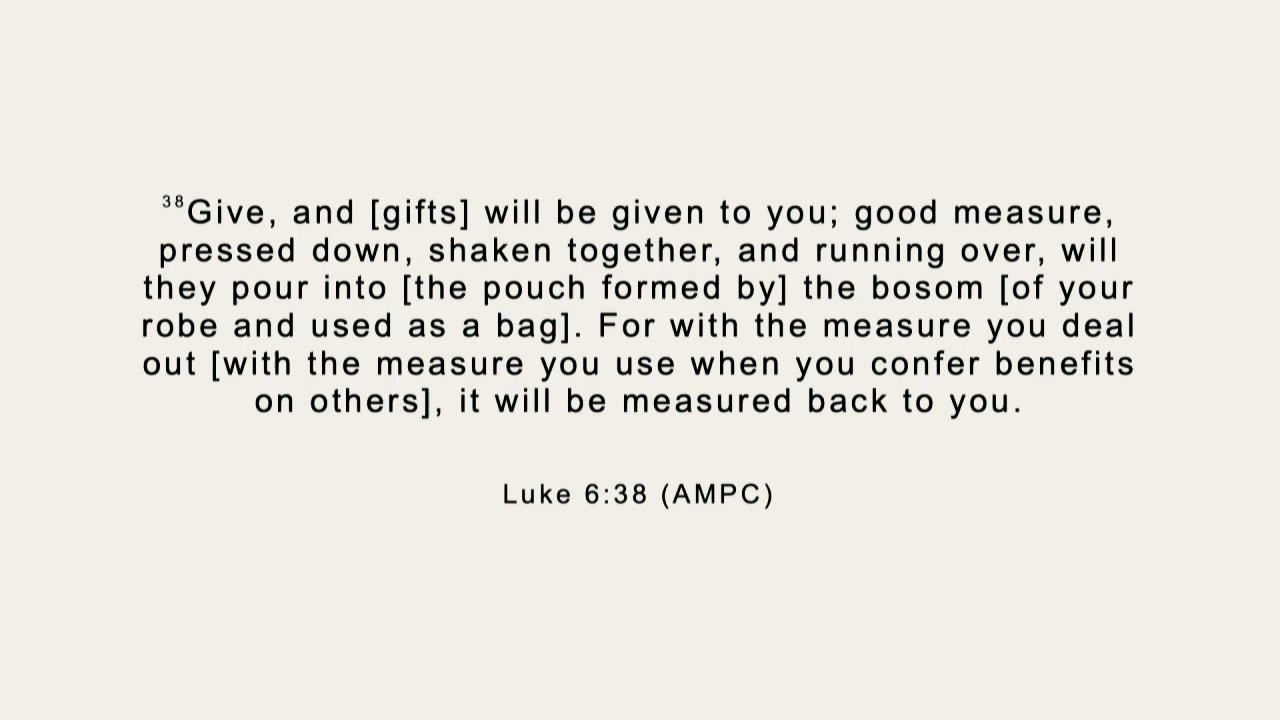 ³⁸Give, and [gifts] will be given to you; good measure,
pressed down, shaken together, and running over, will
they pour into [the pouch formed by] the bosom [of your
robe and used as a bag]. For with the measure you deal
out [with the measure you use when you confer benefits
on others], it will be measured back to you.
Luke 6:38 (AMPC)